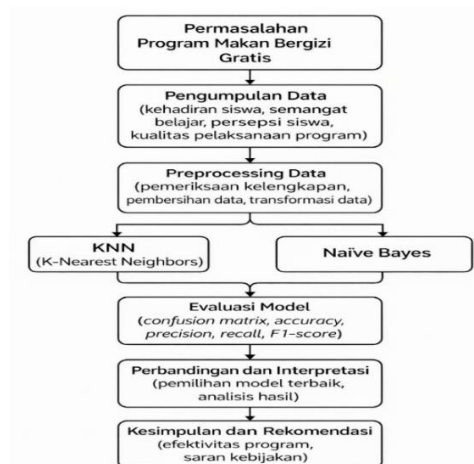 Permasalahan
Program Makan Bergizi
Gratis
Pengumpulan Data
(kehadiran siswa, semangat
belajar, persepsi siswa,
kualitas pelaksanaan program)
Preprocessing Data
(pemeriksaan kelengkapan,
pembersihan data, transformasi data)
KNN
(K-Nearest Neighbors)
Naïve Bayes
Evaluasi Model
(confusion matrix, accuracy,
precision, recall, F1-score)
Perbandingan dan Interpretasi
(pemilihan model terbaik,
analisis hasil)
Kesimpulan dan Rekomendasi
(efektivitas program,
saran kebijakan)